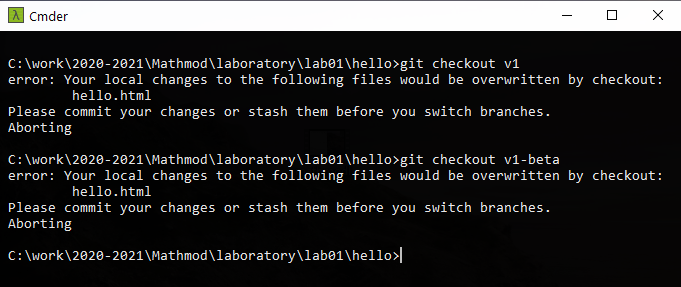 λ Cmder
C:\work\2020-2021\Mathmod\laboratory\lab01\hello>git checkout v1
error: Your local changes to the following files would be overwritten by checkout:
        hello.html
Please commit your changes or stash them before you switch branches.
Aborting
C:\work\2020-2021\Mathmod\laboratory\lab01\hello>git checkout v1-beta
error: Your local changes to the following files would be overwritten by checkout:
        hello.html
Please commit your changes or stash them before you switch branches.
Aborting
C:\work\2020-2021\Mathmod\laboratory\lab01\hello>